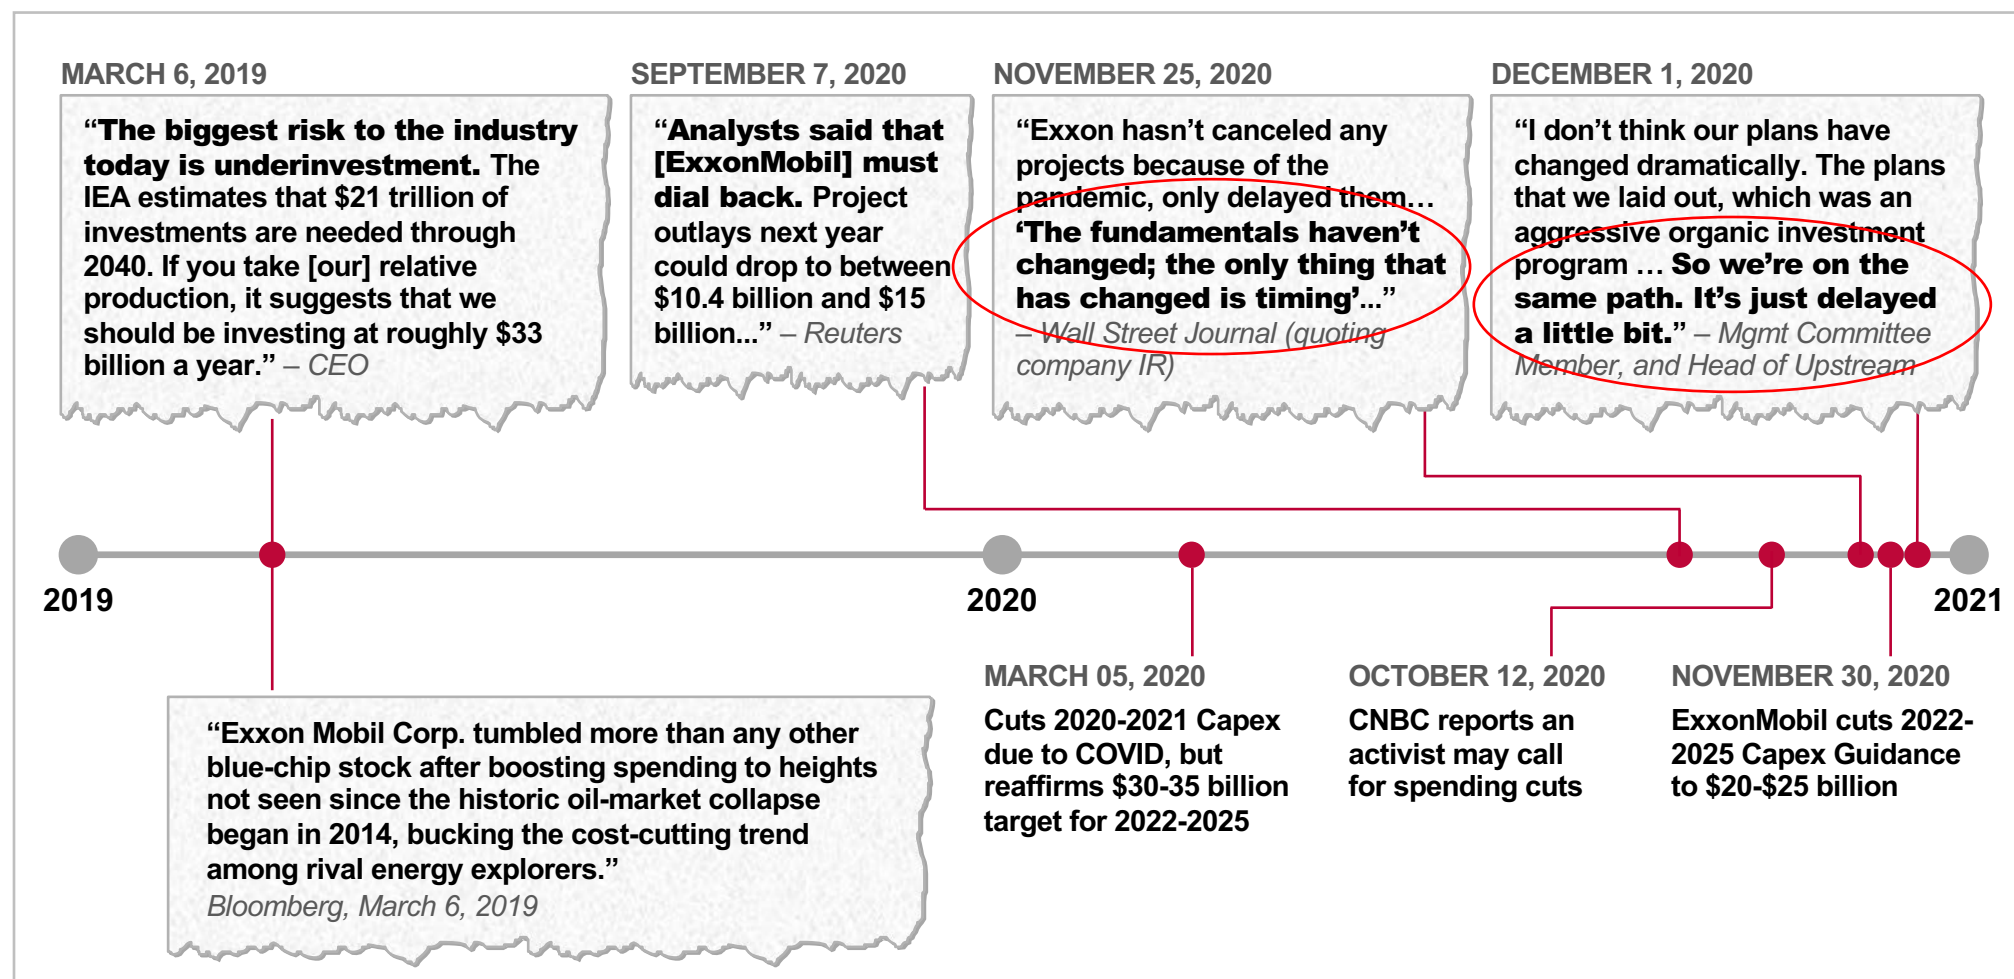 MARCH 6, 2019
“The biggest risk to the industry
today is underinvestment. The
IEA estimates that $21 trillion of
investments are needed through
2040. If you take [our] relative
production, it suggests that we
should be investing at roughly $33
billion a year.” – CEO
SEPTEMBER 7, 2020
“Analysts said that
[ExxonMobil] must
dial back. Project
outlays next year
could drop to between
$10.4 billion and $15
billion...” – Reuters
NOVEMBER 25, 2020
“Exxon hasn’t canceled any
projects because of the
pandemic, only delayed them…
‘The fundamentals haven’t
changed; the only thing that
has changed is timing’...”
– Wall Street Journal (quoting
company IR)
DECEMBER 1, 2020
“I don’t think our plans have
changed dramatically. The plans
that we laid out, which was an
aggressive organic investment
program … So we’re on the
same path. It’s just delayed
a little bit.” – Mgmt Committee
Member, and Head of Upstream
2019
2020
2021
“Exxon Mobil Corp. tumbled more than any other
blue-chip stock after boosting spending to heights
not seen since the historic oil-market collapse
began in 2014, bucking the cost-cutting trend
among rival energy explorers.”
Bloomberg, March 6, 2019
MARCH 05, 2020
Cuts 2020-2021 Capex
due to COVID, but
reaffirms $30-35 billion
target for 2022-2025
OCTOBER 12, 2020
CNBC reports an
activist may call
for spending cuts
NOVEMBER 30, 2020
ExxonMobil cuts 2022-
2025 Capex Guidance
to $20-$25 billion